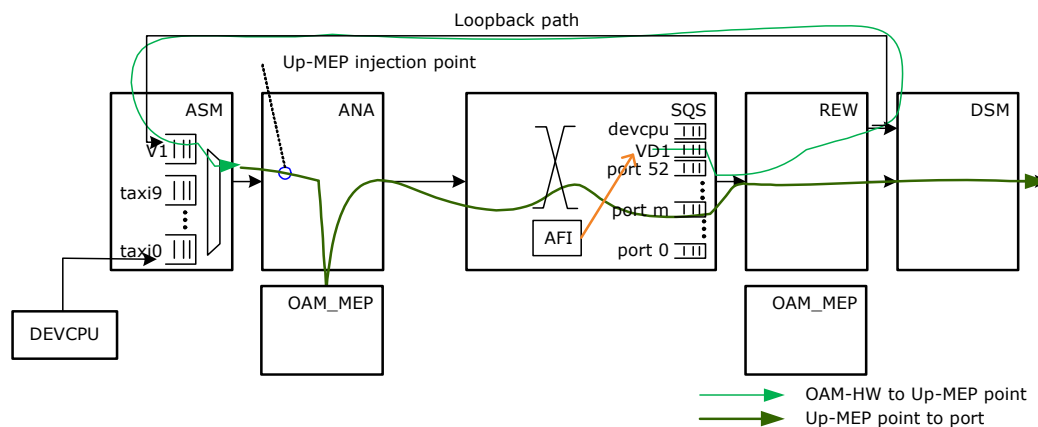 Loopback path
Up-MEP injection point
ASM
ANA
SQS
REW
DSM
devcpu
V1
VD1
port 52
taxi9
port m
AFI
taxi0
port 0
OAM_MEP
OAM_MEP
DEVCPU
OAM-HW to Up-MEP point
Up-MEP point to port